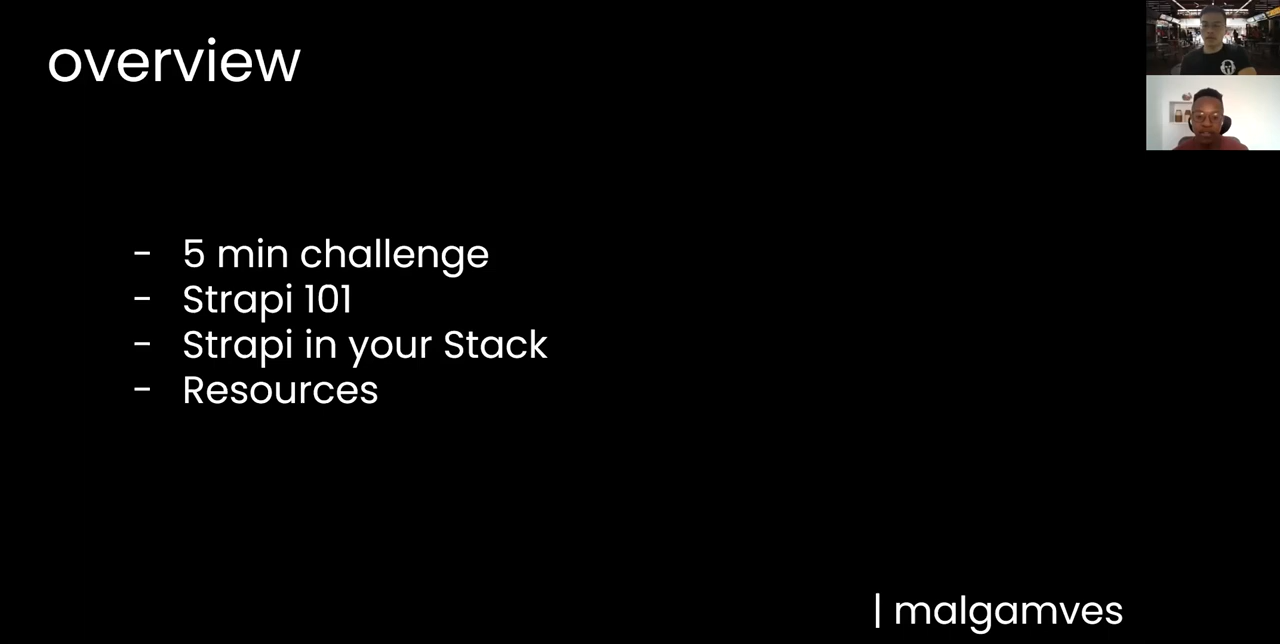 overview
- 5 min challenge
- Strapi 101
- Strapi in your Stack
- Resources
| malgamves